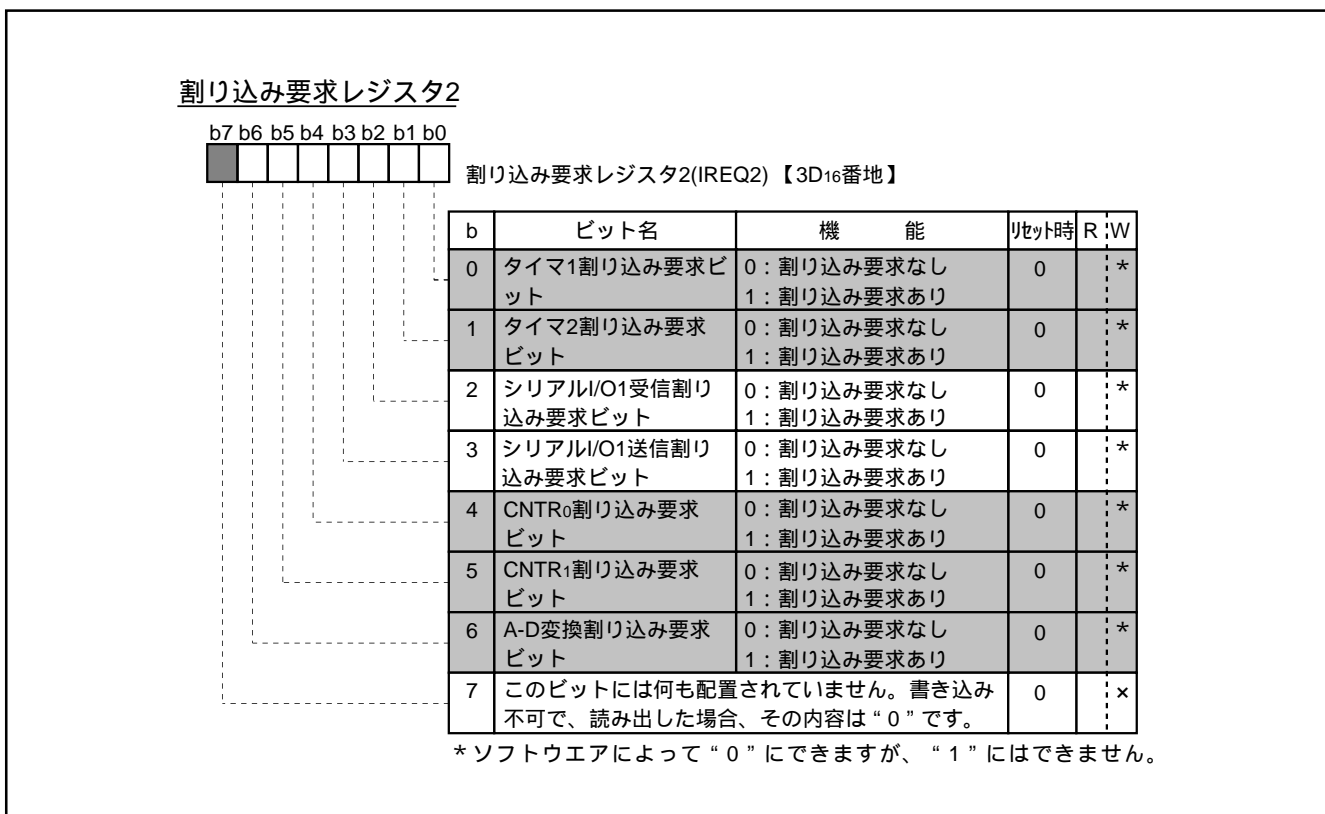 割り込み要求レジスタ2
b7 b6 b5 b4 b3 b2 b1 b0
割り込み要求レジスタ2(IREQ2)【3D16番地】
b ビット名 機 能 リセット時 R W
0 タイマ1割り込み要求ビ 0：割り込み要求なし 0 *
ット 1：割り込み要求あり
1 タイマ2割り込み要求 0：割り込み要求なし 0 *
ビット 1：割り込み要求あり
2 シリアルI/O1受信割り 0：割り込み要求なし 0 *
込み要求ビット 1：割り込み要求あり
3 シリアルI/O1送信割り 0：割り込み要求なし 0 *
込み要求ビット 1：割り込み要求あり
4 CNTR0割り込み要求 0：割り込み要求なし 0 *
ビット 1：割り込み要求あり
5 CNTR1割り込み要求 0：割り込み要求なし 0 *
ビット 1：割り込み要求あり
6 A-D変換割り込み要求 0：割り込み要求なし 0 *
ビット 1：割り込み要求あり
7 このビットには何も配置されていません。書き込み 0 ×
不可で、読み出した場合、その内容は“0”です。
*ソフトウエアによって“0”にできますが、“1”にはできません。